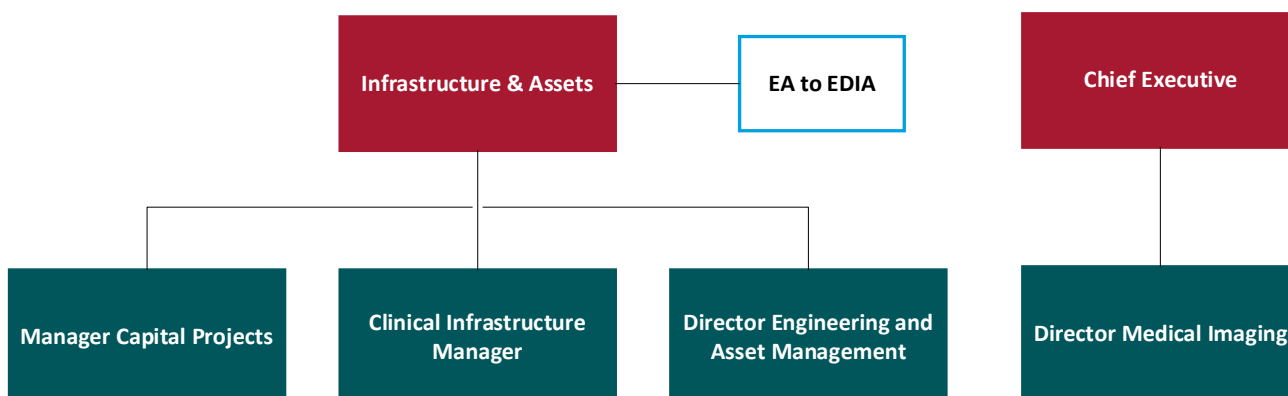 Infrastructure & Assets
EA to EDIA
Chief Executive
Manager Capital Projects
Clinical Infrastructure
Manager
Director Engineering and
Asset Management
Director Medical Imaging